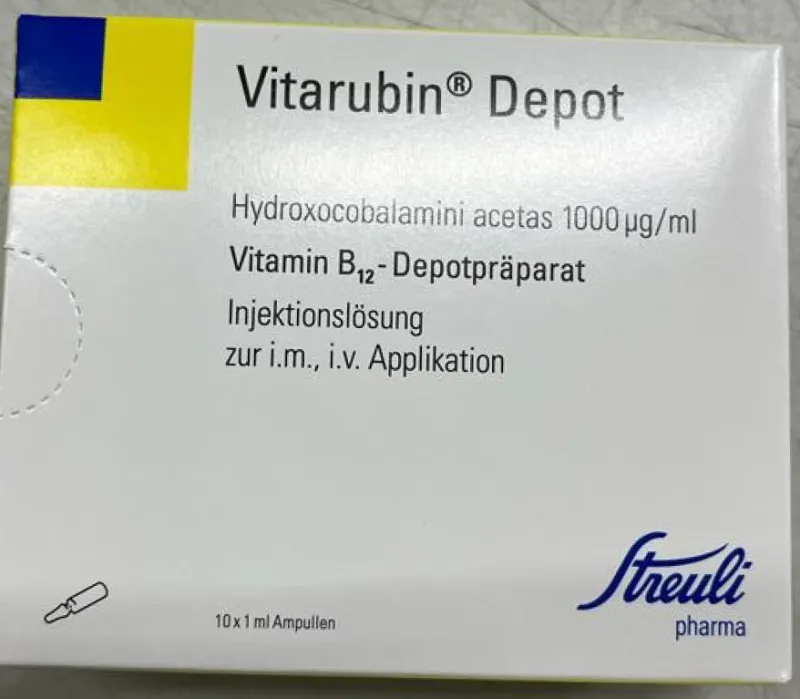 Vitarubin® Depot
Hydroxocobalamini acetas 1000 µg/ml
Vitamin B₁₂-Depotpräparat
Injektionslösung
zur i.m., i.v. Applikation
Streuli
pharma
10 x 1 ml Ampullen